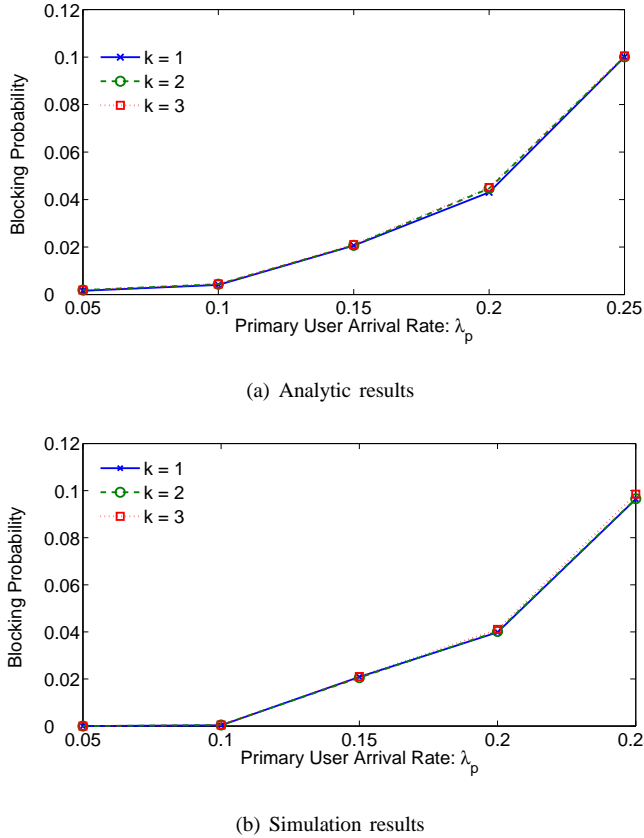 0.12
0.1
0.08
0.06
0.04
0.02
0
Blocking Probability
k = 1
k = 2
k = 3
0.05 0.1 0.15 0.2 0.25
Primary User Arrival Rate: λp
(a) Analytic results
0.12
0.1
0.08
0.06
0.04
0.02
0
Blocking Probability
k = 1
k = 2
k = 3
0.05 0.1 0.15 0.2 0.2
Primary User Arrival Rate: λp
(b) Simulation results